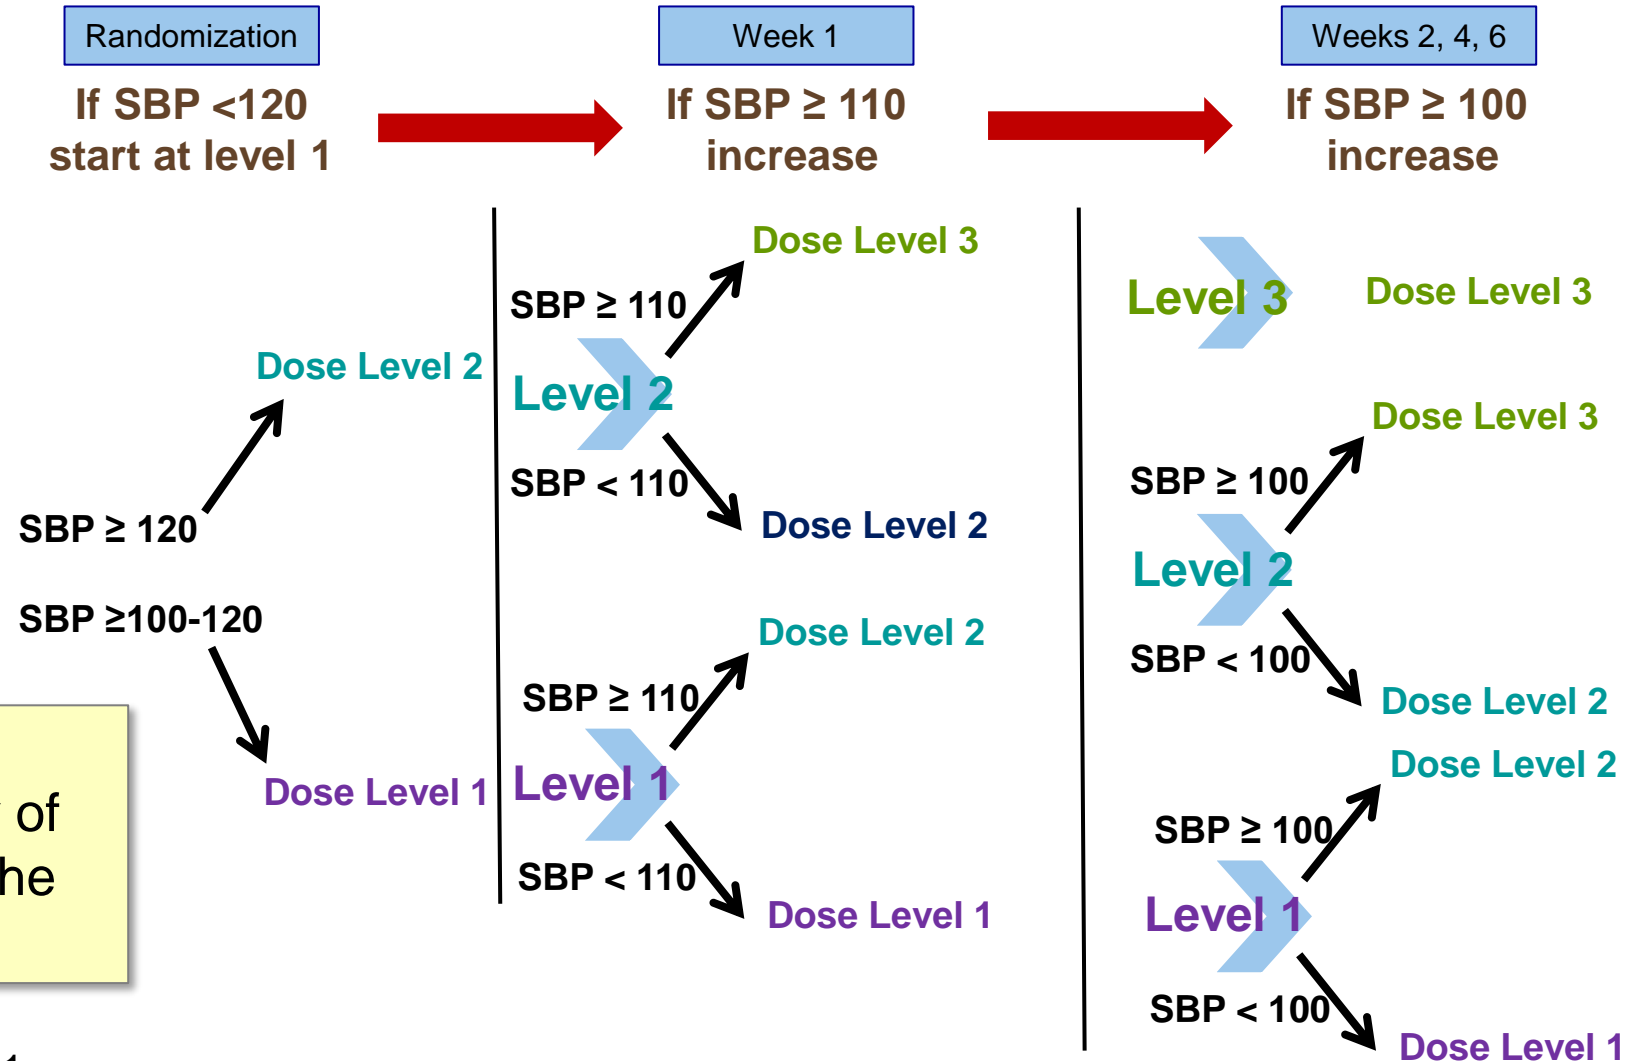 Randomization
If SBP <120
start at level 1
SBP ≥ 120
Dose Level 2
SBP ≥100-120
Dose Level 1
of
he
1
Week 1
If SBP ≥ 110
increase
Dose Level 3
SBP ≥ 110
Level 2
SBP < 110
Dose Level 2
Dose Level 2
SBP ≥ 110
Level 1
SBP < 110
Dose Level 1
Weeks 2, 4, 6
If SBP ≥ 100
increase
Level 3
Dose Level 3
Dose Level 3
SBP ≥ 100
Level 2
SBP < 100
Dose Level 2
Dose Level 2
SBP ≥ 100
Level 1
SBP < 100
Dose Level 1